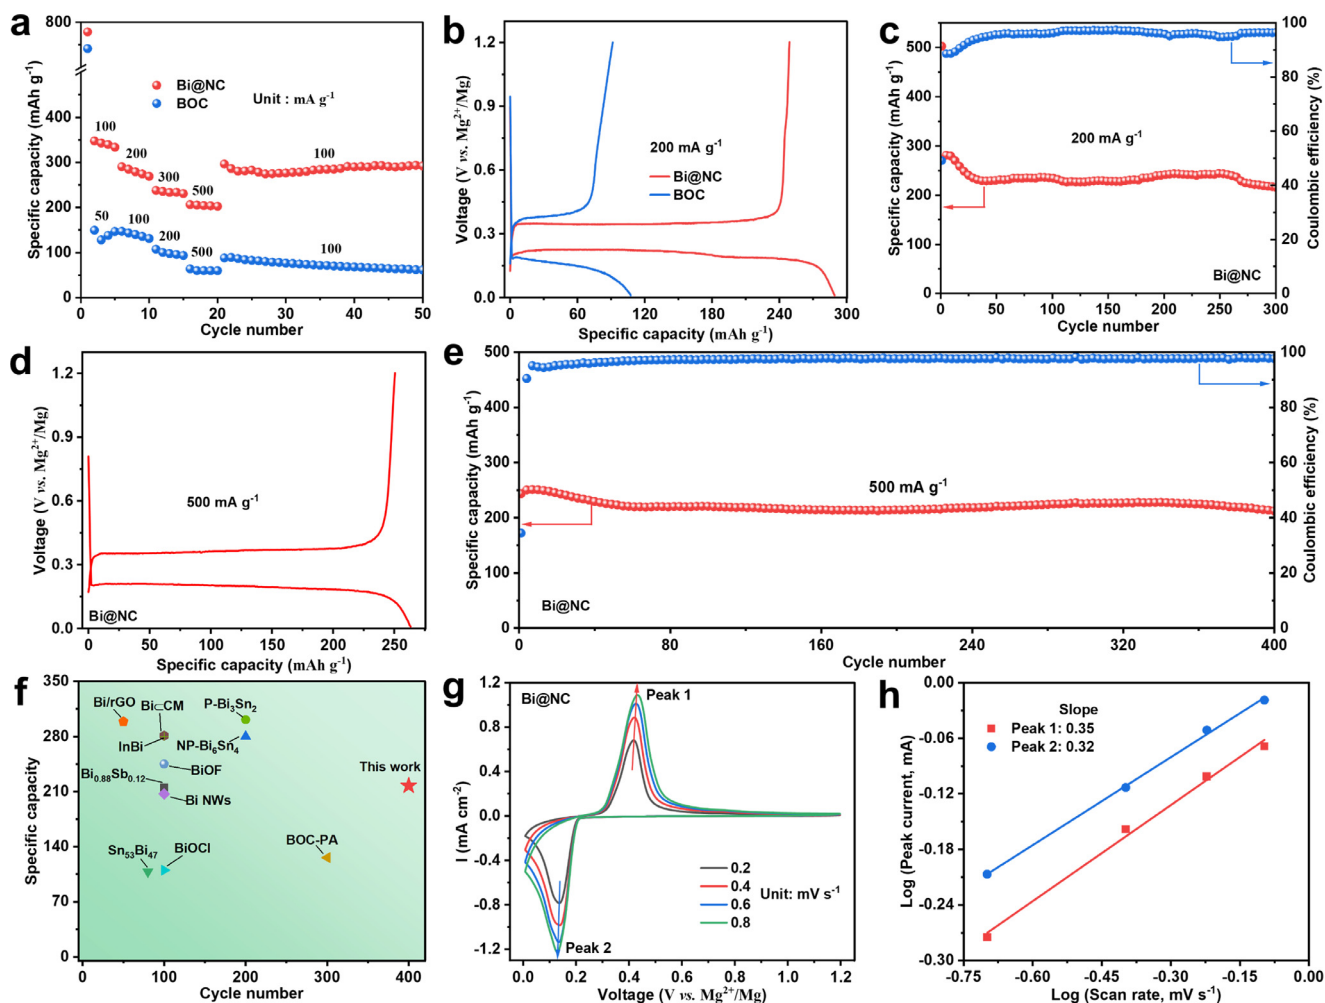 a
800
400
300
200
100
0
Specific capacity (mAh g⁻¹)
Bi@NC
BOC
Unit : mA g⁻¹
100
200
300
500
100
50
100
200
500
100
0 10 20 30 40 50
Cycle number
b
1.2
0.9
0.6
0.3
0.0
Voltage (V vs. Mg²⁺/Mg)
200 mA g⁻¹
Bi@NC
BOC
0 60 120 180 240 300
Specific capacity (mAh g⁻¹)
c
500
400
300
200
100
0
Specific capacity (mAh g⁻¹)
200 mA g⁻¹
Bi@NC
100
80
60
40
20
0
Coulombic efficiency (%)
0 50 100 150 200 250 300
Cycle number
d
1.2
0.9
0.6
0.3
0.0
Voltage (V vs. Mg²⁺/Mg)
500 mA g⁻¹
Bi@NC
0 50 100 150 200 250
Specific capacity (mAh g⁻¹)
e
500
400
300
250
200
100
0
Specific capacity (mAh g⁻¹)
500 mA g⁻¹
Bi@NC
100
80
60
40
20
0
Coulombic efficiency (%)
0 80 160 240 320 400
Cycle number
f
350
280
210
140
70
0
Specific capacity
Bi/rGO
Bi⊂CM
P-Bi₃Sn₂
InBi
NP-Bi₆Sn₄
BiOF
Bi₀.₈₈Sb₀.₁₂
Bi NWs
This work
Sn₅₃Bi₄₇
BiOCl
BOC-PA
0 100 200 300 400
Cycle number
g
1.2
0.8
0.4
0.0
-0.4
-0.8
-1.2
I (mA cm⁻²)
Bi@NC
Peak 1
Peak 2
0.2
0.4
0.6
0.8
Unit: mV s⁻¹
0.0 0.2 0.4 0.6 0.8 1.0 1.2
Voltage (V vs. Mg²⁺/Mg)
h
0.00
-0.06
-0.12
-0.18
-0.24
-0.30
Log (Peak current, mA)
Slope
Peak 1: 0.35
Peak 2: 0.32
-0.75 -0.60 -0.45 -0.30 -0.15 0.00
Log (Scan rate, mV s⁻¹)